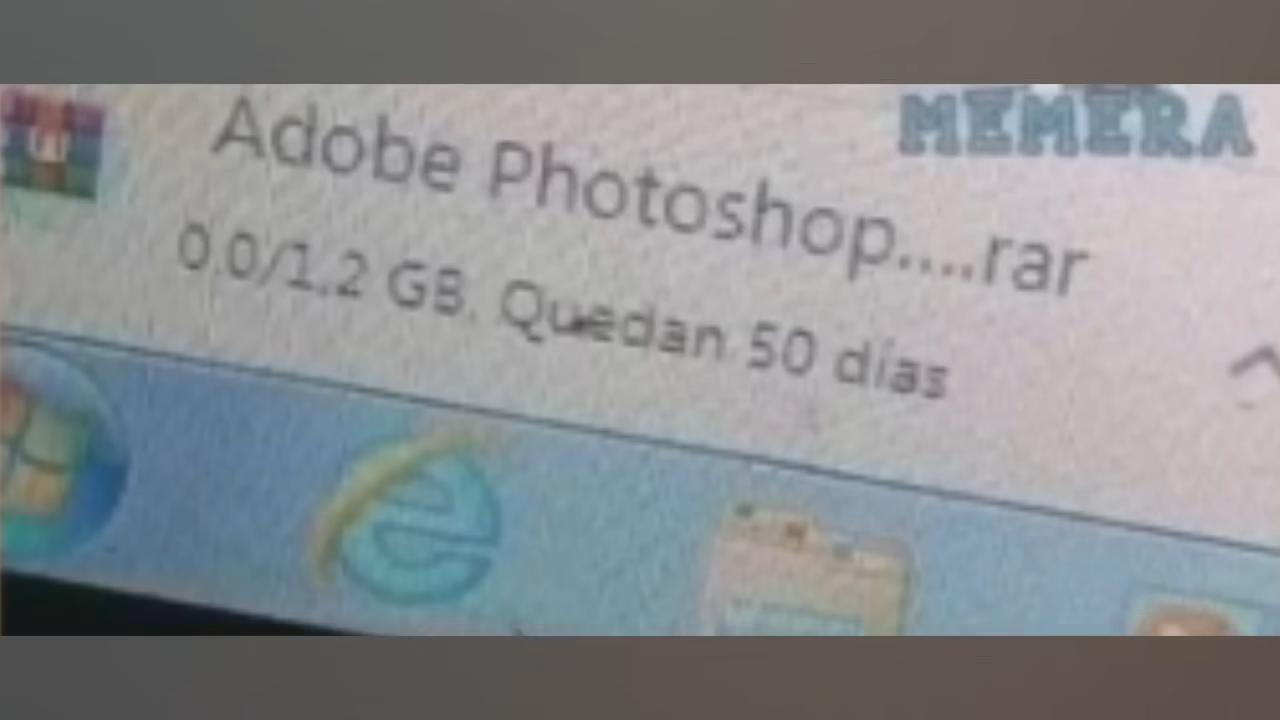 MEMERA
Adobe Photoshop....rar
0,0/1,2 GB, Quedan 50 días